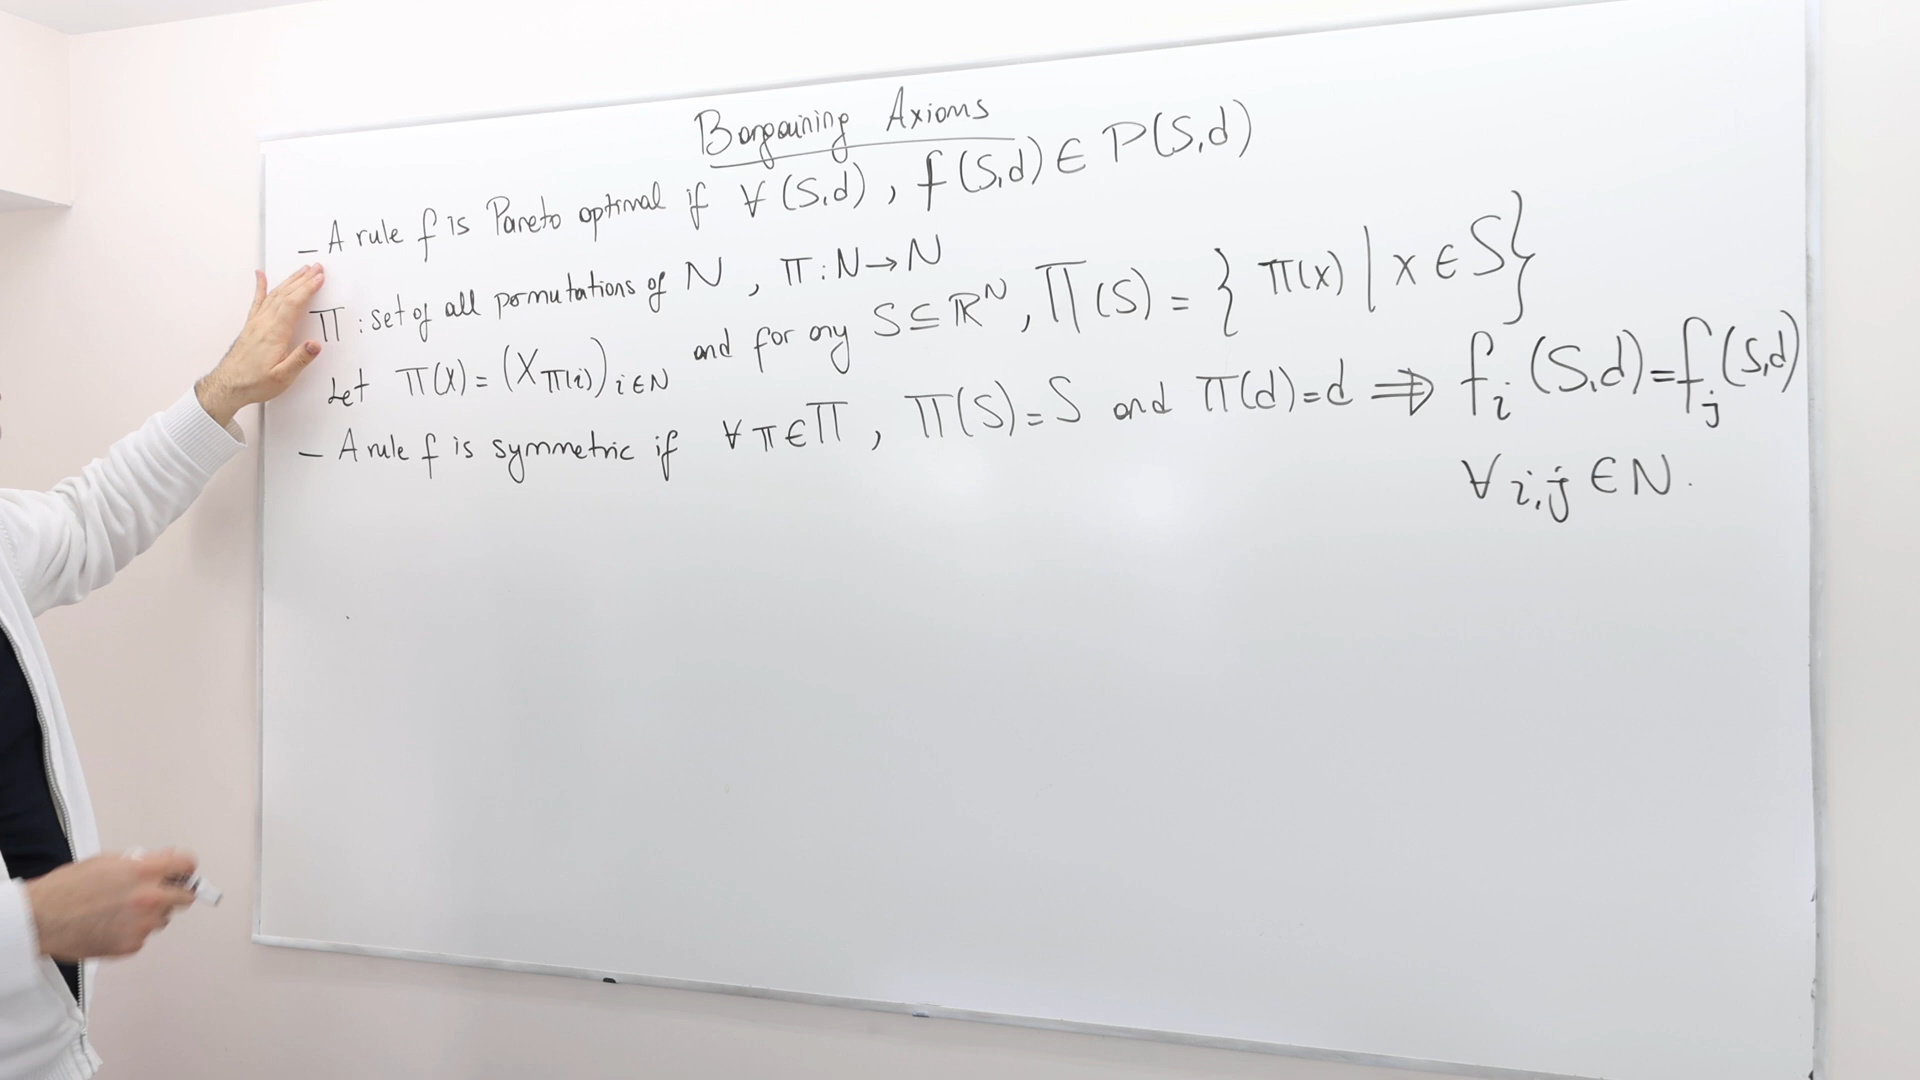 Bargaining Axioms
- A rule f is Pareto optimal if ∀ (S,d) , f(S,d) ∈ P(S,d)
Π : set of all permutations of N , π : N → N
Let π(x) = (x_{π(i)})_{i∈N} and for any S ⊆ ℝ^N , Π(S) = { π(x) | x ∈ S }
- A rule f is symmetric if ∀ π ∈ Π , π(S) = S and π(d) = d ⇒ f_i (S,d) = f_j (S,d)
∀ i,j ∈ N.